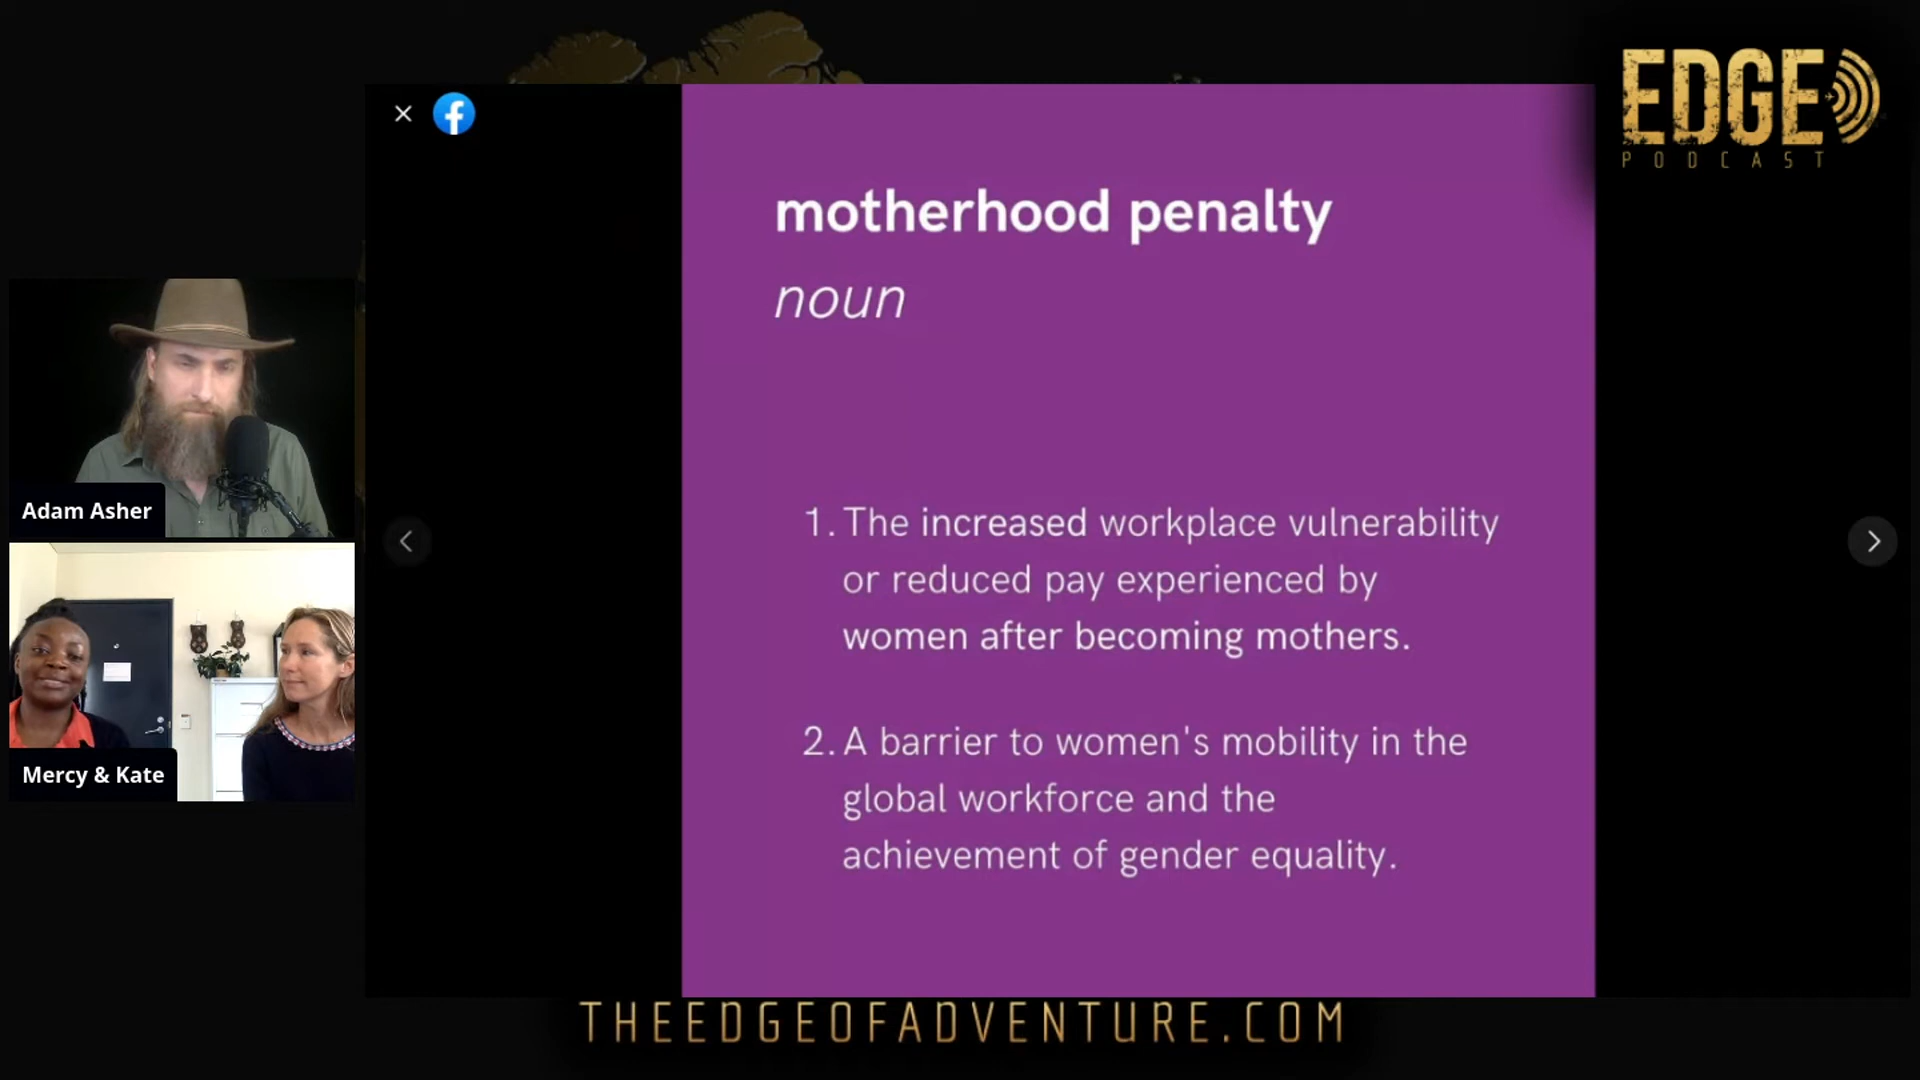 EDGE
PODCAST
motherhood penalty
noun
1. The increased workplace vulnerability
or reduced pay experienced by
women after becoming mothers.
2. A barrier to women's mobility in the
global workforce and the
achievement of gender equality.
Adam Asher
Mercy & Kate
THEEDGEOFADVENTURE.COM